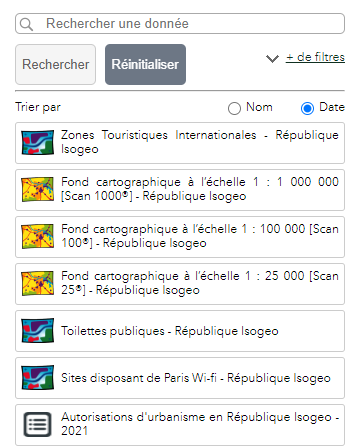 Rechercher une donnée
Rechercher
Réinitialiser
+ de filtres
Trier par
Nom
Date
Zones Touristiques Internationales - République
Isogeo
Fond cartographique à l'échelle 1 : 1 000 000
[Scan 1000®] - République Isogeo
Fond cartographique à l'échelle 1 : 100 000 [Scan
100®] - République Isogeo
Fond cartographique à l'échelle 1 : 25 000 [Scan
25®] - République Isogeo
Toilettes publiques - République Isogeo
Sites disposant de Paris Wi-fi - République Isogeo
Autorisations d'urbanisme en République Isogeo -
2021